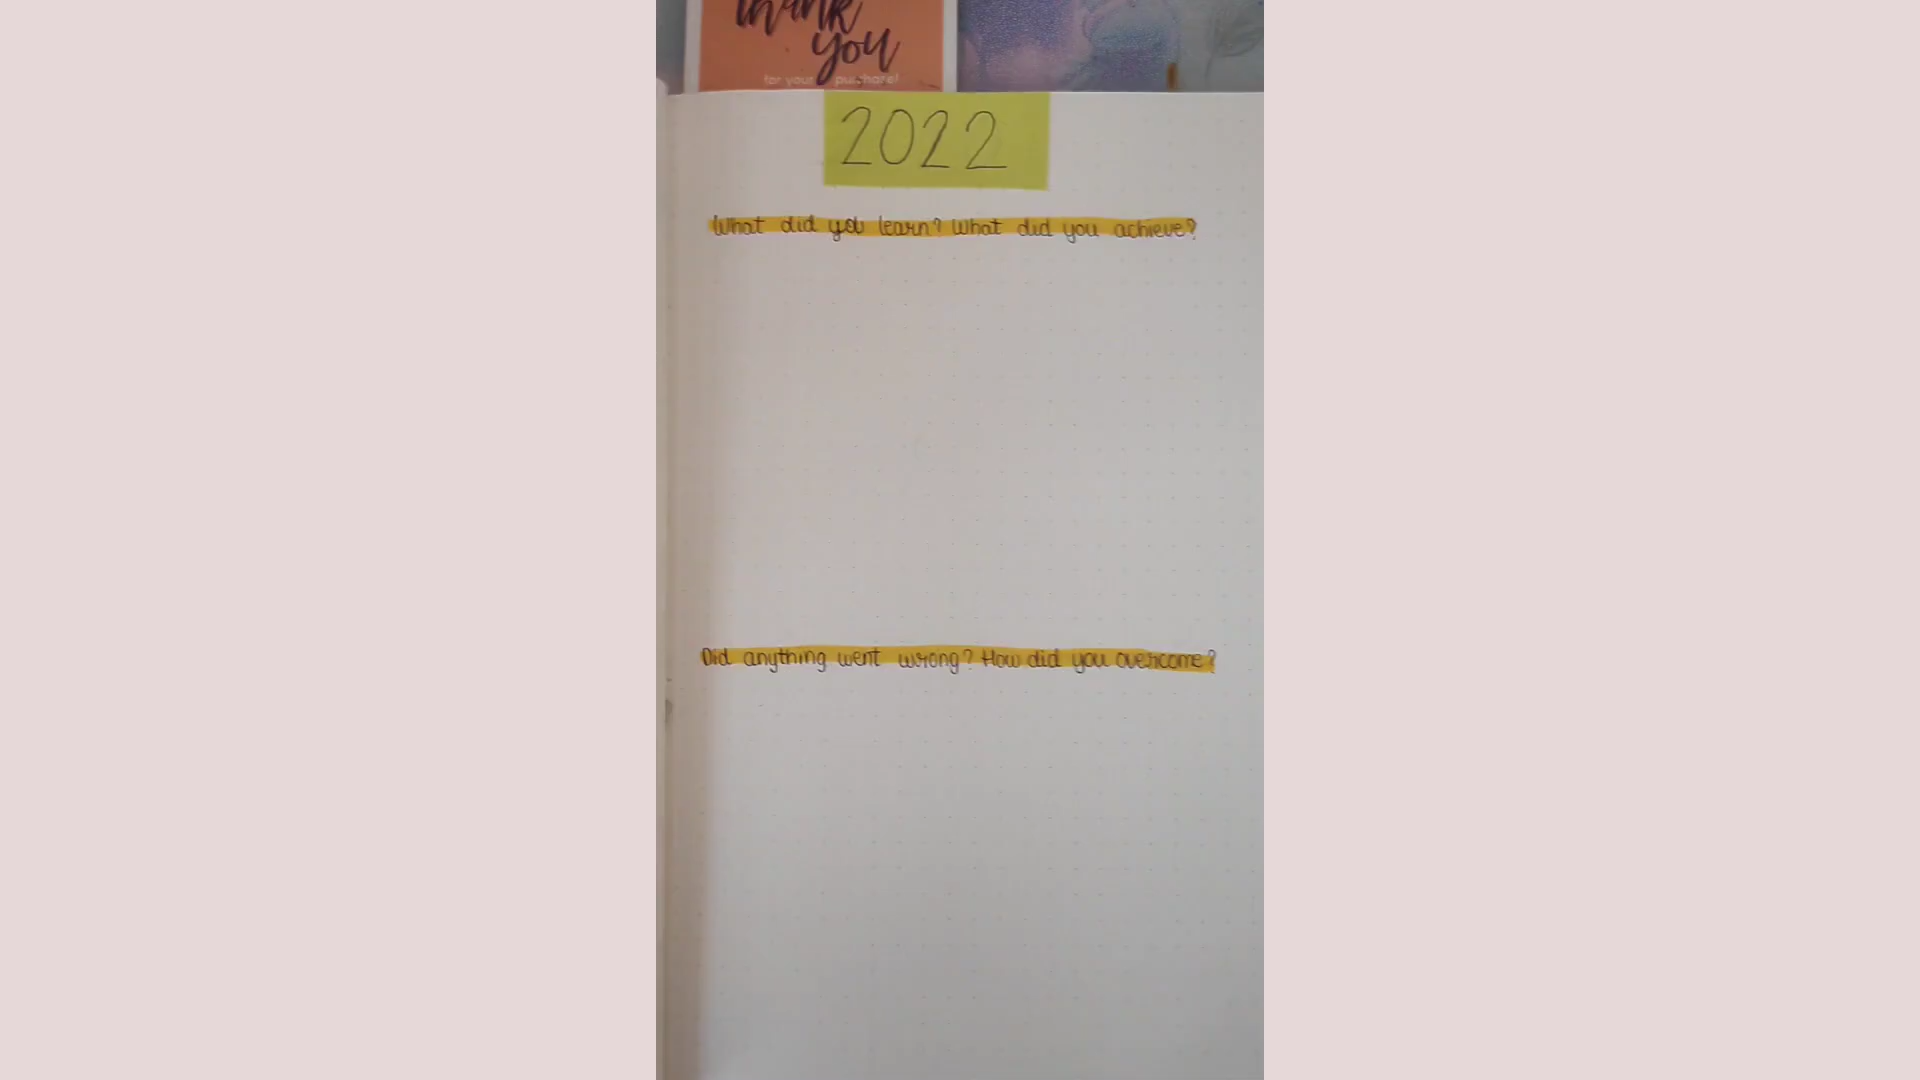 thank
you
for your purchase!
2022
What did you learn? What did you achieve?
Did anything went wrong? How did you overcome?